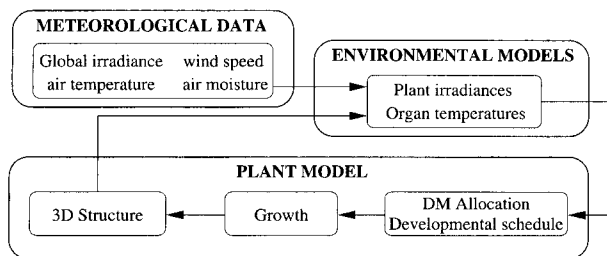 METEOROLOGICAL DATA
Global irradiance wind speed
air temperature air moisture
ENVIRONMENTAL MODELS
Plant irradiances
Organ temperatures
PLANT MODEL
3D Structure
Growth
DM Allocation
Developmental schedule